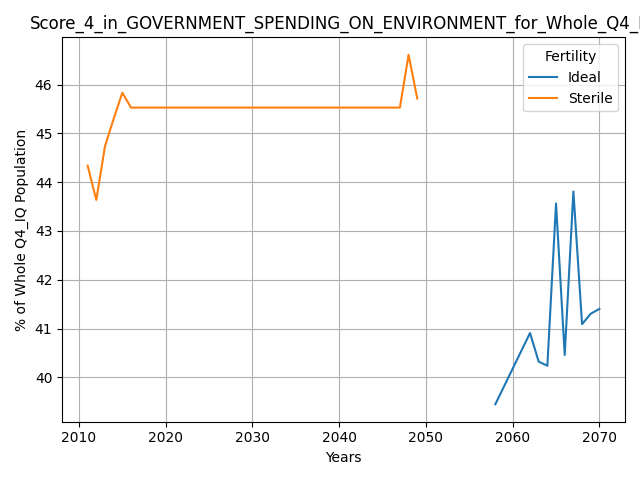 Score_4_in_GOVERNMENT_SPENDING_ON_ENVIRONMENT_for_Whole_Q4_
Fertility
Ideal
Sterile
% of Whole Q4_IQ Population
46
45
44
43
42
41
40
2010 2020 2030 2040 2050 2060 2070
Years